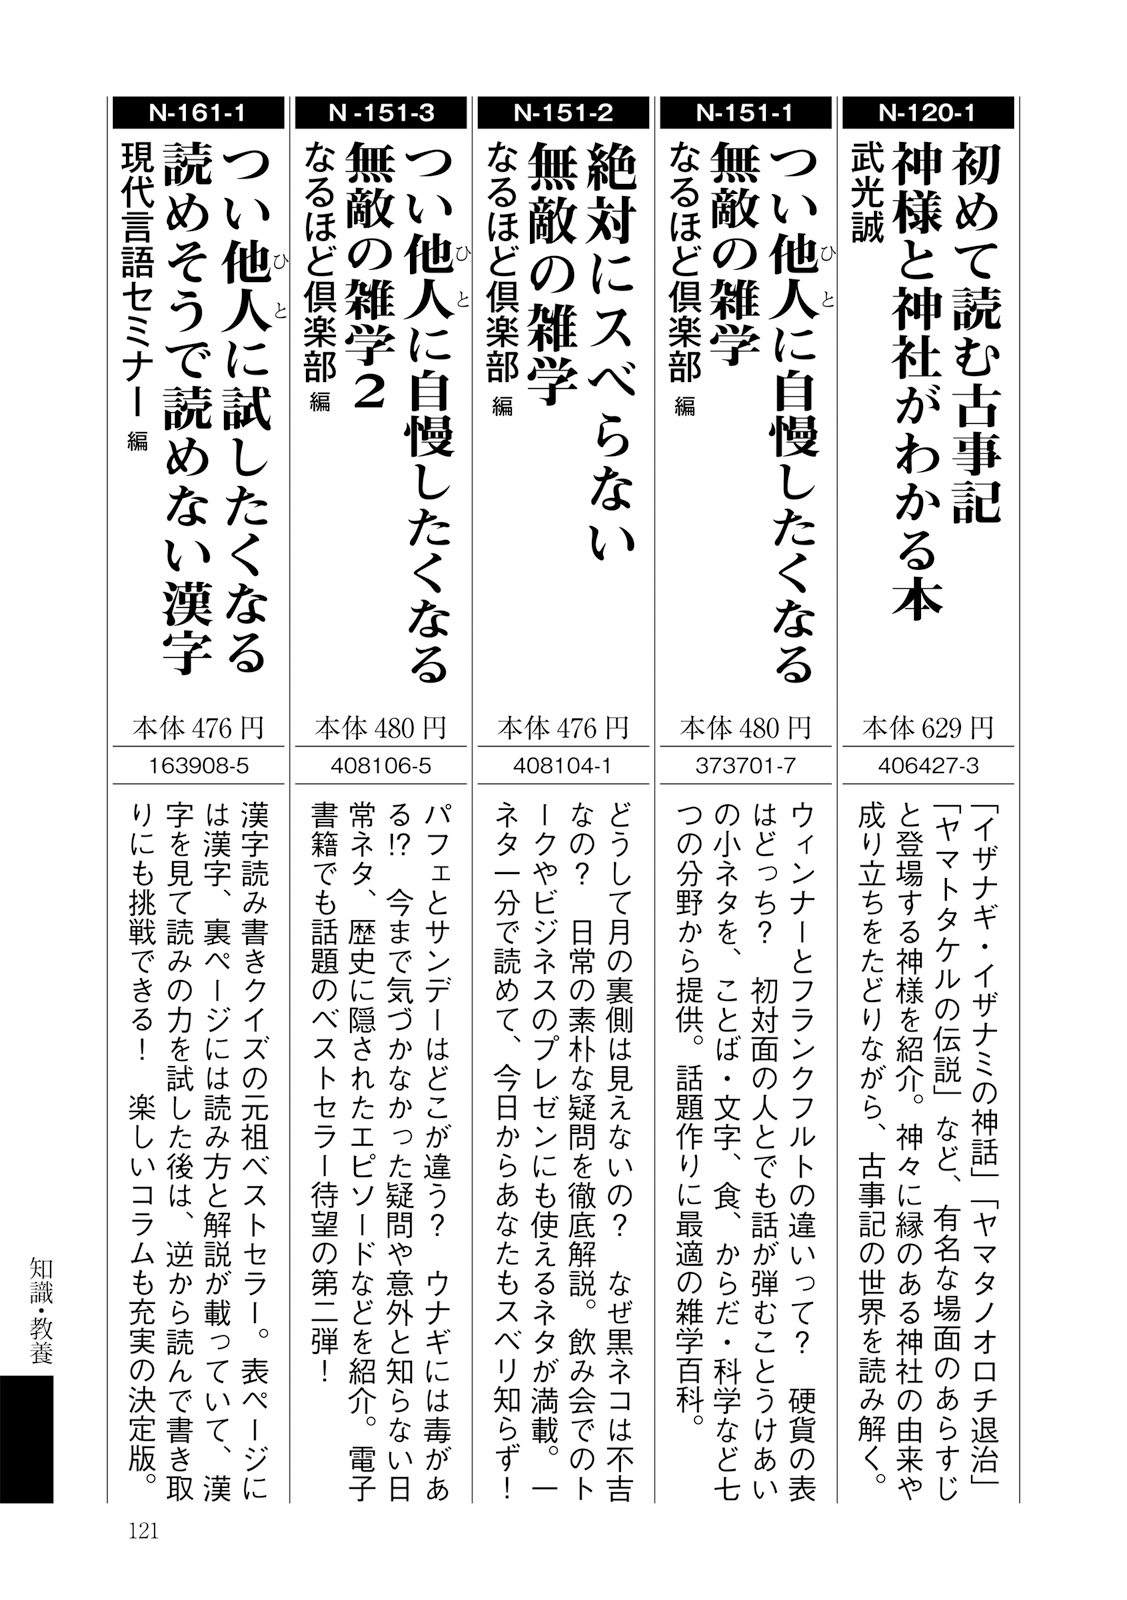 N-120-1
初めて読む古事記
神様と神社がわかる本
武光誠
本体629円
406427-3
「イザナギ・イザナミの神話」「ヤマタノオロチ退治」
「ヤマトタケルの伝説」など、有名な場面のあらすじ
と登場する神様を紹介。神々に縁のある神社の由来や
成り立ちをたどりながら、古事記の世界を読み解く。
N-151-1
つい他人に自慢したくなる
ひと
無敵の雑学
なるほど倶楽部 編
本体480円
373701-7
ウィンナーとフランクフルトの違いって？　硬貨の表
はどっち？　初対面の人とでも話が弾むことうけあい
の小ネタを、ことば・文字、食、からだ・科学など七
つの分野から提供。話題作りに最適の雑学百科。
N-151-2
絶対にスベらない
無敵の雑学
なるほど倶楽部 編
本体476円
408104-1
どうして月の裏側は見えないの？　なぜ黒ネコは不吉
なの？　日常の素朴な疑問を徹底解説。飲み会でのト
ークやビジネスのプレゼンにも使えるネタが満載。一
ネタ一分で読めて、今日からあなたもスベリ知らず！
N-151-3
つい他人に自慢したくなる
ひと
無敵の雑学2
なるほど倶楽部 編
本体480円
408106-5
パフェとサンデーはどこが違う？　ウナギには毒があ
る!?　今まで気づかなかった疑問や意外と知らない日
常ネタ、歴史に隠されたエピソードなどを紹介。電子
書籍でも話題のベストセラー待望の第二弾！
N-161-1
つい他人に試したくなる
ひと
読めそうで読めない漢字
現代言語セミナー 編
本体476円
163908-5
漢字読み書きクイズの元祖ベストセラー。表ページに
は漢字、裏ページには読み方と解説が載っていて、漢
字を見て読みの力を試した後は、逆から読んで書き取
りにも挑戦できる！　楽しいコラムも充実の決定版。
知識・教養
121